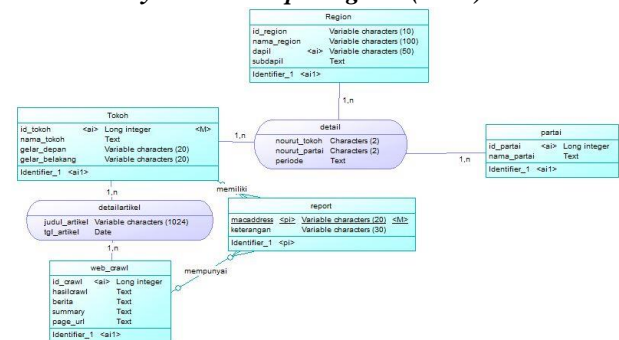 Region
id_region Variable characters (10)
nama_region Variable characters (100)
dapil <ai> Variable characters (50)
subdapil Text
Identifier_1 <ai1>
1,n
Tokoh
id_tokoh <ai> Long integer <M>
nama_tokoh Text
gelar_depan Variable characters (20)
gelar_belakang Variable characters (20)
Identifier_1 <ai1>
1,n
detail
nourut_tokoh Characters (2)
nourut_partai Characters (2)
periode Text
1,n
partai
id_partai <ai> Long integer
nama_partai Text
Identifier_1 <ai1>
1,n
memiliki
detailartikel
judul_artikel Variable characters (1024)
tgl_artikel Date
report
macaddress <pi> Variable characters (20) <M>
keterangan Variable characters (30)
Identifier_1 <pi>
1,n
mempunyai
web_crawl
id_crawl <ai> Long integer
hasilcrawl Text
berita Text
summary Text
page_url Text
Identifier_1 <ai1>